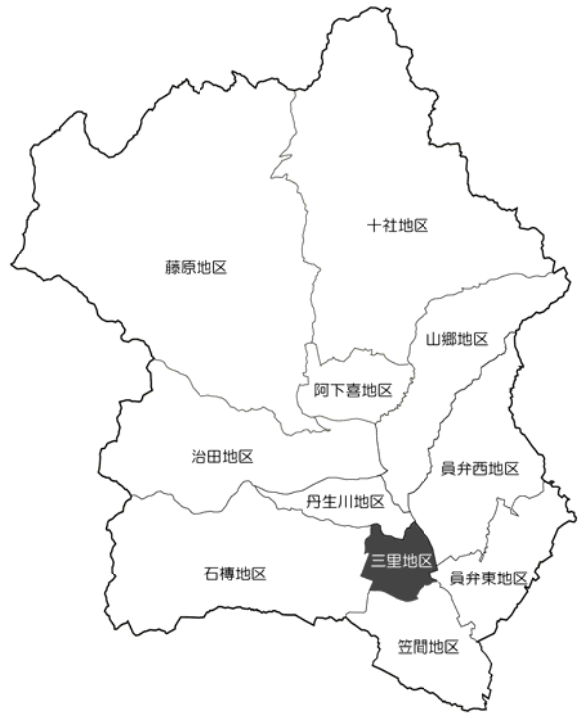 十社地区
藤原地区
山郷地区
阿下喜地区
治田地区
員弁西地区
丹生川地区
三里地区
石榑地区
員弁東地区
笠間地区